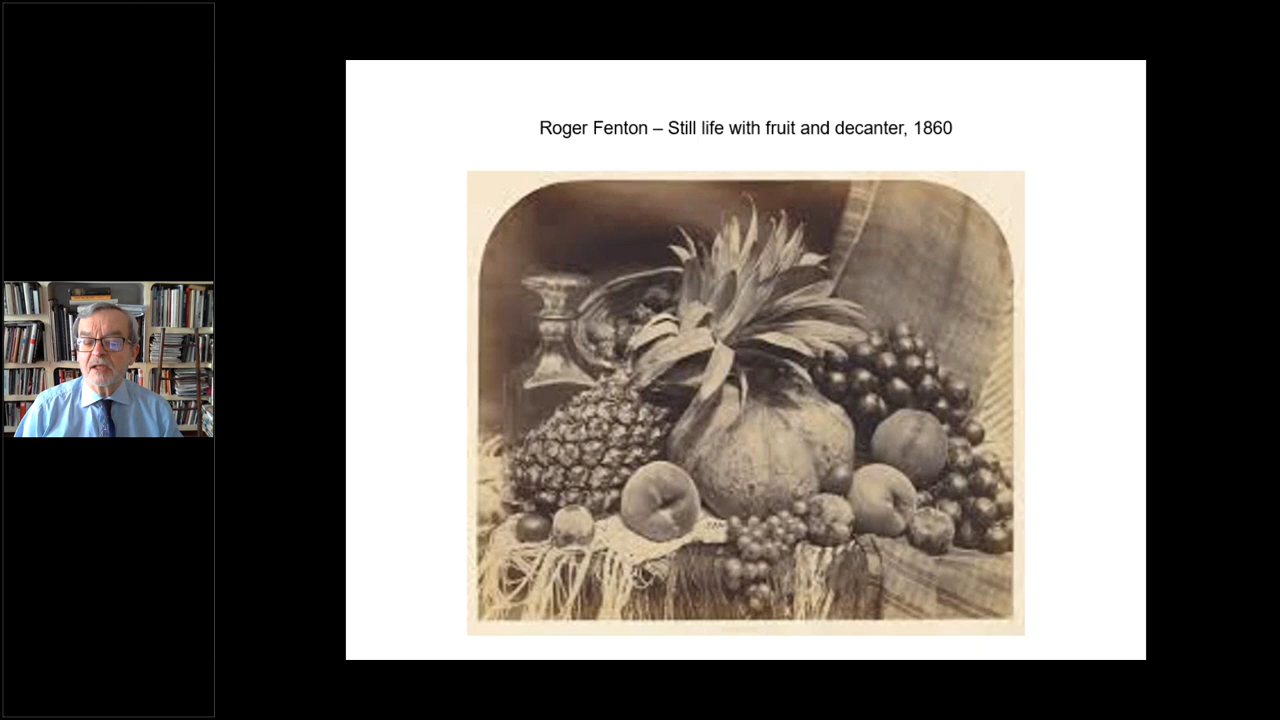 Roger Fenton – Still life with fruit and decanter, 1860